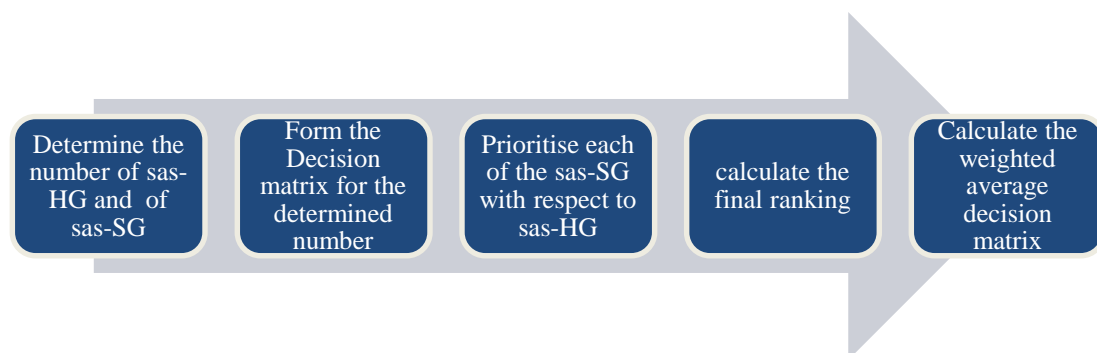 Determine the
number of sas-
HG and of
sas-SG
Form the
Decision
matrix for the
determined
number
Prioritise each
of the sas-SG
with respect to
sas-HG
calculate the
final ranking
Calculate the
weighted
average
decision
matrix